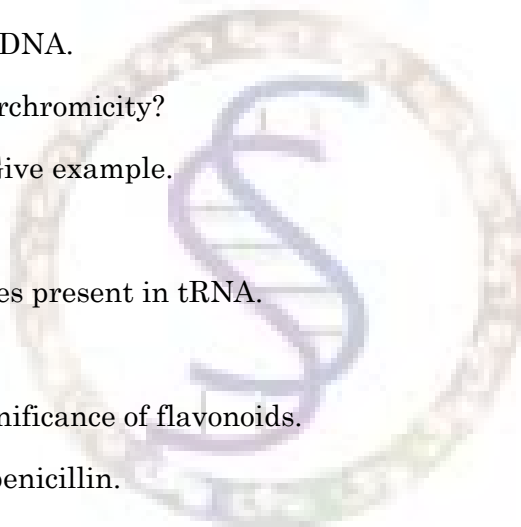 DNA.
rchromicity?
Give example.
es present in tRNA.
nificance of flavonoids.
penicillin.